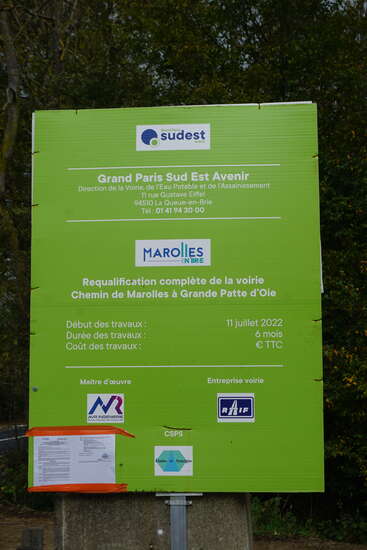 sudest
Grand Paris Sud Est Avenir
Direction de la Voirie, de l'Eau Potable et de l'Assainissement
11 rue Gustave Eiffel
94510 La Queue-en-Brie
Tél : 01 41 94 30 00
MAROLLES
EN BRIE
Requalification complète de la voirie
Chemin de Marolles à Grande Patte d'Oie
Début des travaux : 11 juillet 2022
Durée des travaux : 6 mois
Coût des travaux : € TTC
Maître d'œuvre Entreprise voirie
RAIF
CSPS